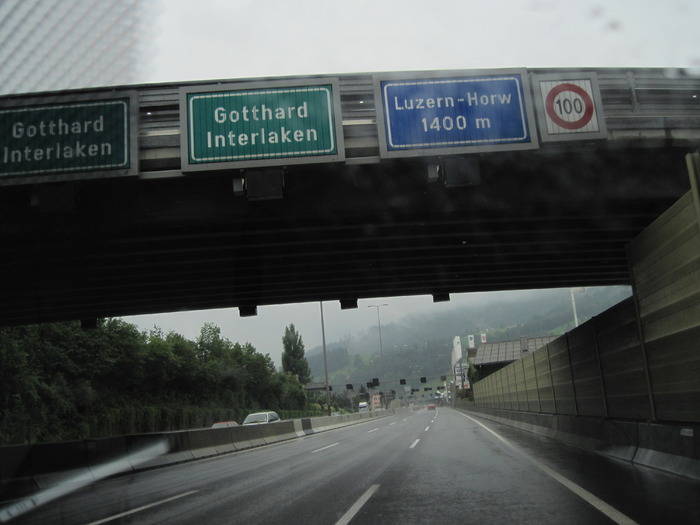 Gotthard
Interlaken
Gotthard
Interlaken
Luzern-Horw
1400 m
100